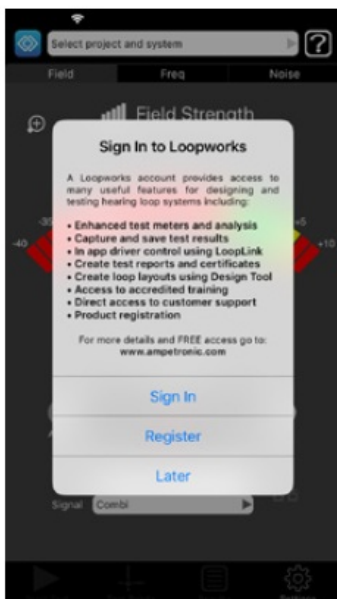 Select project and system
?
Field Freq Noise
Field Strength
Sign In to Loopworks
A Loopworks account provides access to
many useful features for designing and
testing hearing loop systems including:
-35 +5
-40 +10
• Enhanced test meters and analysis
• Capture and save test results
• In app driver control using LoopLink
• Create test reports and certificates
• Create loop layouts using Design Tool
• Access to accredited training
• Direct access to customer support
• Product registration
For more details and FREE access go to:
www.ampetronic.com
Sign In
Register
Later
Signal Combi